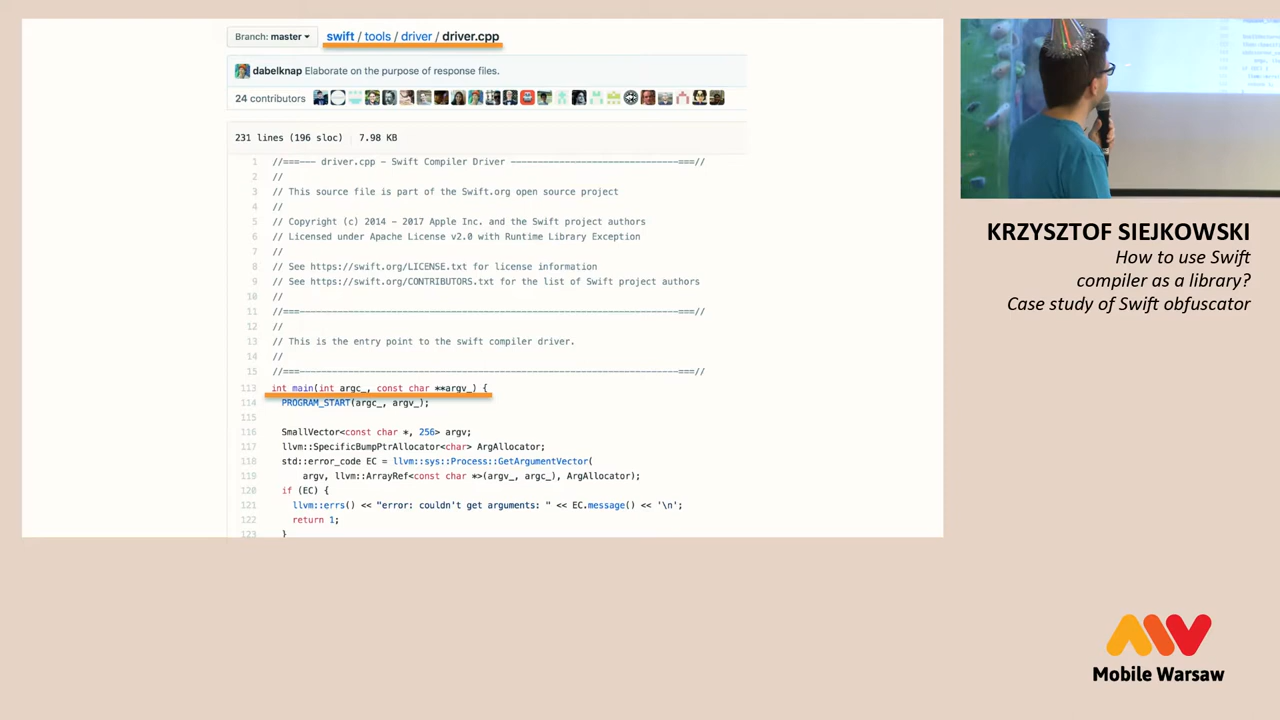 Branch: master
swift / tools / driver / driver.cpp
dabelknap Elaborate on the purpose of response files.
24 contributors
231 lines (196 sloc) 7.98 KB
1 //===--- driver.cpp - Swift Compiler Driver -------------------------------===//
2 //
3 // This source file is part of the Swift.org open source project
4 //
5 // Copyright (c) 2014 - 2017 Apple Inc. and the Swift project authors
6 // Licensed under Apache License v2.0 with Runtime Library Exception
7 //
8 // See https://swift.org/LICENSE.txt for license information
9 // See https://swift.org/CONTRIBUTORS.txt for the list of Swift project authors
10 //
11 //===----------------------------------------------------------------------===//
12 //
13 // This is the entry point to the swift compiler driver.
14 //
15 //===----------------------------------------------------------------------===//
113 int main(int argc_, const char **argv_) {
114 PROGRAM_START(argc_, argv_);
115
116 SmallVector<const char *, 256> argv;
117 llvm::SpecificBumpPtrAllocator<char> ArgAllocator;
118 std::error_code EC = llvm::sys::Process::GetArgumentVector(
119 argv, llvm::ArrayRef<const char *>(argv_, argc_), ArgAllocator);
120 if (EC) {
121 llvm::errs() << "error: couldn't get arguments: " << EC.message() << '\n';
122 return 1;
123 }
KRZYSZTOF SIEJKOWSKI
How to use Swift
compiler as a library?
Case study of Swift obfuscator
Mobile Warsaw